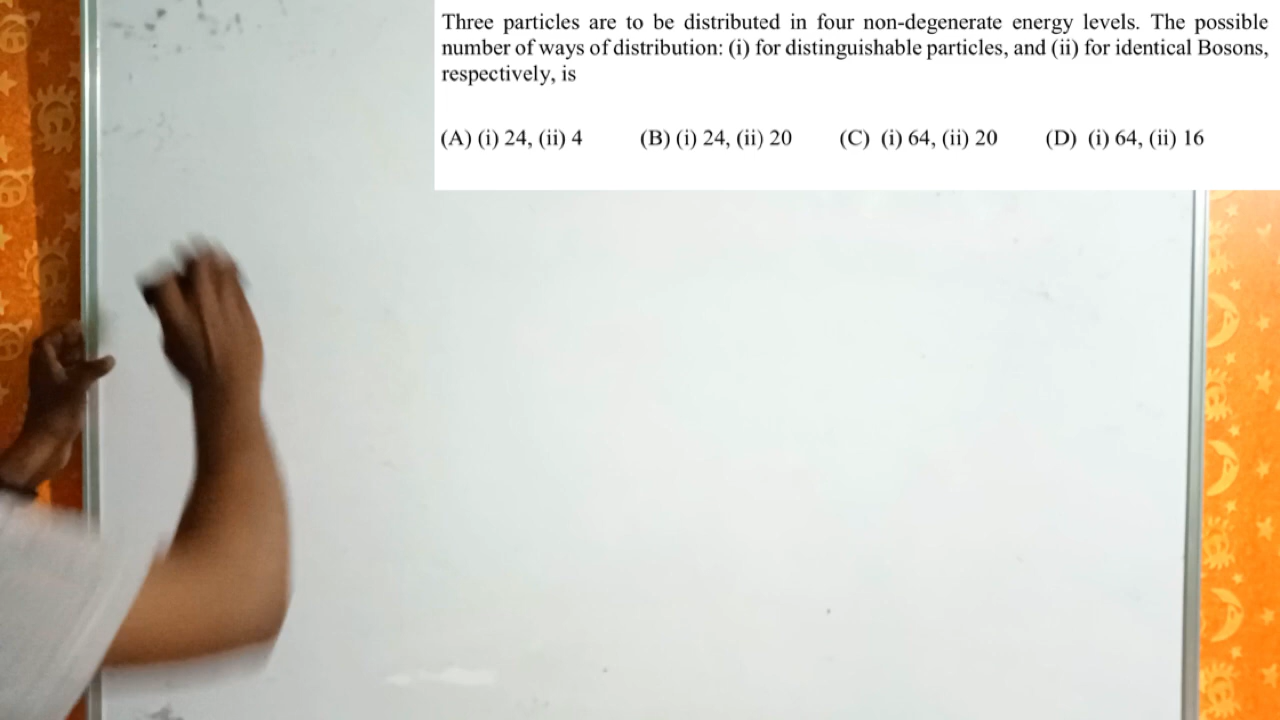 Three particles are to be distributed in four non-degenerate energy levels. The possible
number of ways of distribution: (i) for distinguishable particles, and (ii) for identical Bosons,
respectively, is
(A) (i) 24, (ii) 4 (B) (i) 24, (ii) 20 (C) (i) 64, (ii) 20 (D) (i) 64, (ii) 16